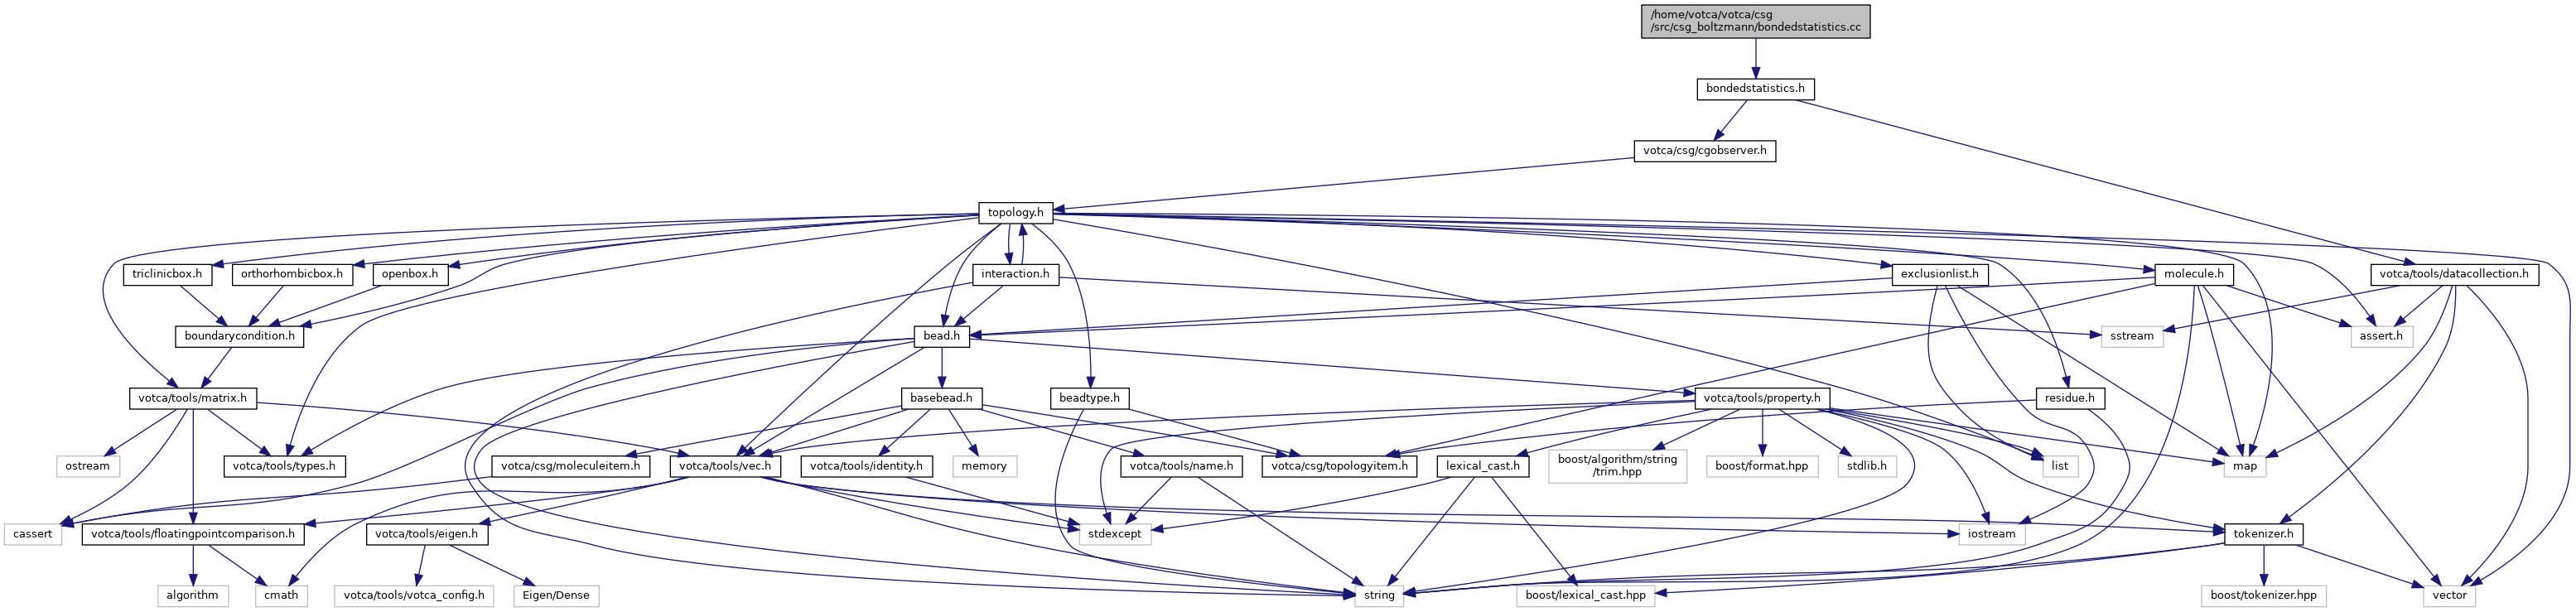 /home/votca/votca/csg
/src/csg_boltzmann/bondedstatistics.cc
bondedstatistics.h
votca/csg/cgobserver.h
topology.h
triclinicbox.h
orthorhombicbox.h
openbox.h
interaction.h
exclusionlist.h
molecule.h
votca/tools/datacollection.h
boundarycondition.h
bead.h
sstream
assert.h
votca/tools/matrix.h
basebead.h
beadtype.h
votca/tools/property.h
residue.h
ostream
votca/tools/types.h
votca/csg/moleculeitem.h
votca/tools/vec.h
votca/tools/identity.h
memory
votca/tools/name.h
votca/csg/topologyitem.h
lexical_cast.h
boost/algorithm/string
/trim.hpp
boost/format.hpp
stdlib.h
list
map
cassert
votca/tools/floatingpointcomparison.h
votca/tools/eigen.h
stdexcept
iostream
tokenizer.h
algorithm
cmath
votca/tools/votca_config.h
Eigen/Dense
string
boost/lexical_cast.hpp
boost/tokenizer.hpp
vector